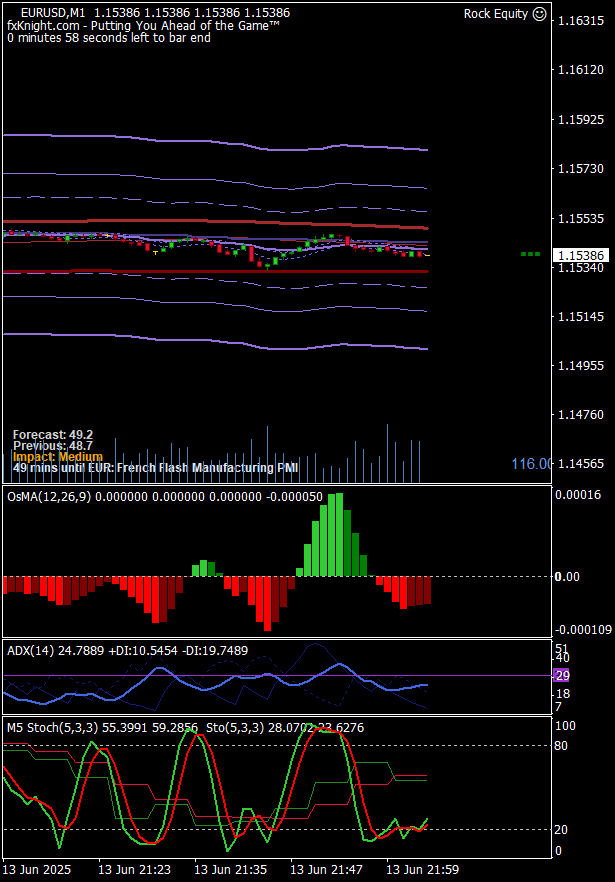 EURUSD,M1 1.15386 1.15386 1.15386 1.15386
Rock Equity ☺
fxKnight.com - Putting You Ahead of the Game™
0 minutes 58 seconds left to bar end
1.16315
1.16120
1.15925
1.15730
1.15535
1.15386
1.15340
1.15145
1.14955
1.14760
1.14565
Forecast: 49.2
Previous: 48.7
Impact: Medium
49 mins until EUR: French Flash Manufacturing PMI
116.00
OsMA(12,26,9) 0.000000 0.000000 0.000000 -0.000050
0.00016
0.00
-0.000109
ADX(14) 24.7889 +DI:10.5454 -DI:19.7489
51
40
29
18
7
M5 Stoch(5,3,3) 55.3991 59.2856 Sto(5,3,3) 28.0702 23.6276
100
80
20
0
13 Jun 2025
13 Jun 21:23
13 Jun 21:35
13 Jun 21:47
13 Jun 21:59